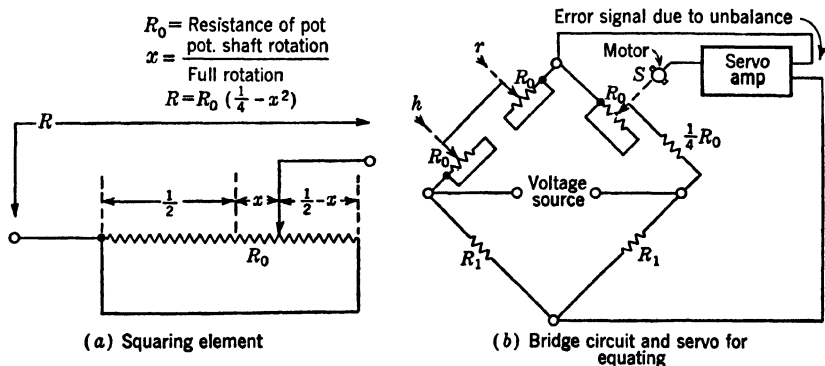 R₀ = Resistance of pot
x = pot. shaft rotation
Full rotation
R = R₀ (1/4 - x²)
R
1/2
x
1/2 - x
R₀
(a) Squaring element
Error signal due to unbalance
Motor
S
Servo
amp
r
R₀
R₀
h
R₀
1/4 R₀
Voltage
source
R₁
R₁
(b) Bridge circuit and servo for
equating